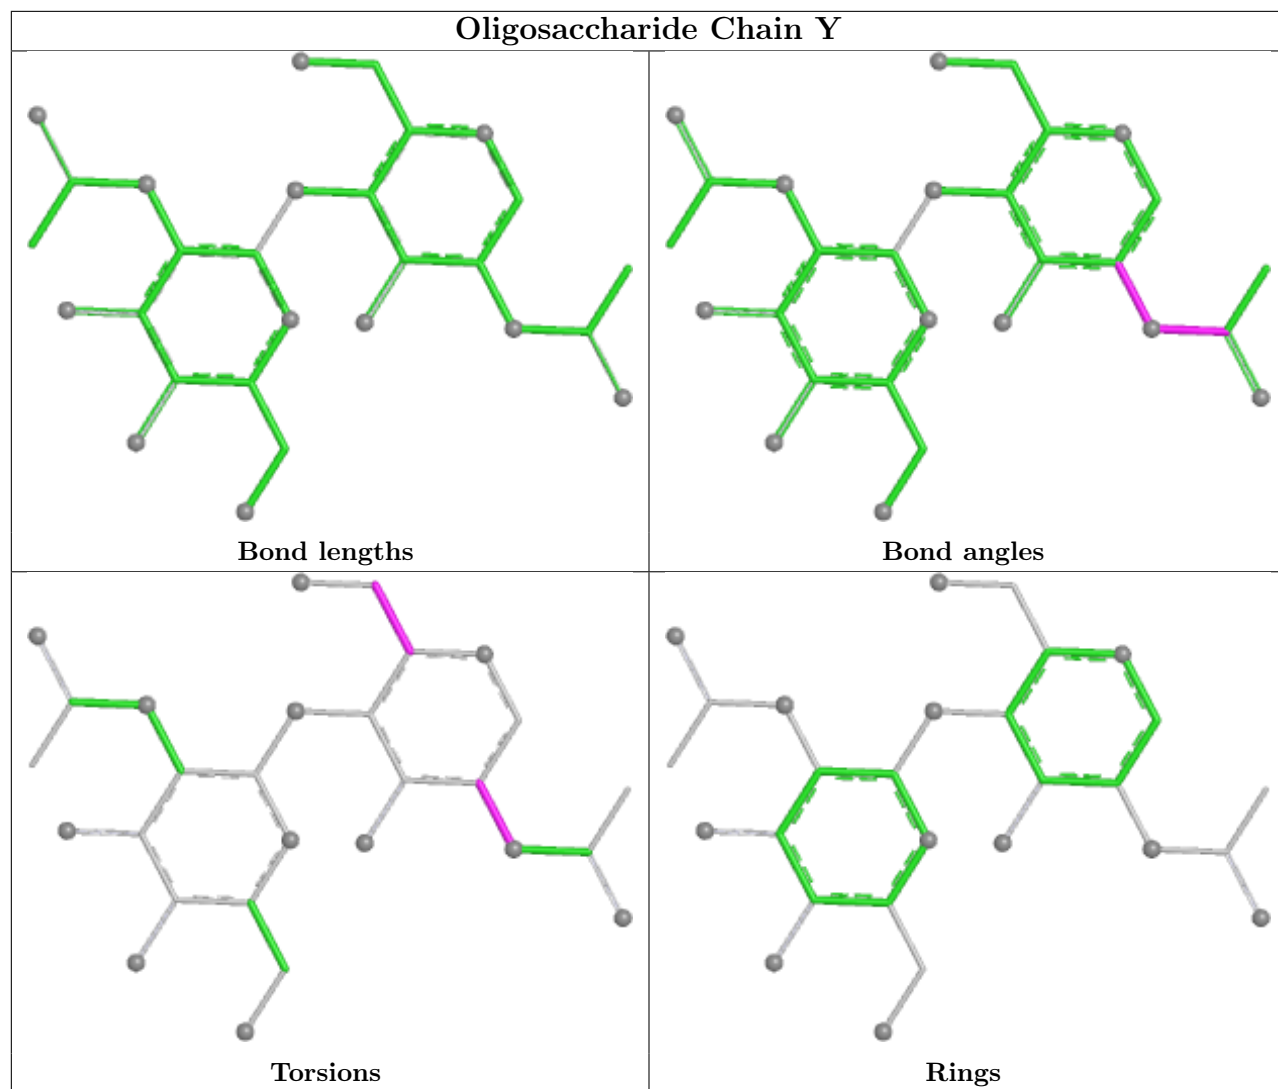 Oligosaccharide Chain Y
Bond lengths
Bond angles
Torsions
Rings